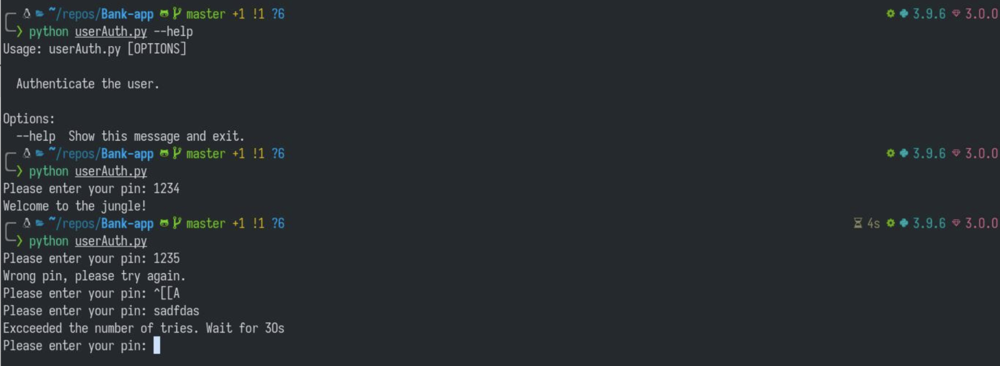 ~/repos/Bank-app master +1 !1 ?6 3.9.6 3.0.0
❯ python userAuth.py --help
Usage: userAuth.py [OPTIONS]
Authenticate the user.
Options:
--help  Show this message and exit.
~/repos/Bank-app master +1 !1 ?6 3.9.6 3.0.0
❯ python userAuth.py
Please enter your pin: 1234
Welcome to the jungle!
~/repos/Bank-app master +1 !1 ?6 4s 3.9.6 3.0.0
❯ python userAuth.py
Please enter your pin: 1235
Wrong pin, please try again.
Please enter your pin: ^[[A
Please enter your pin: sadfdas
Excceeded the number of tries. Wait for 30s
Please enter your pin: